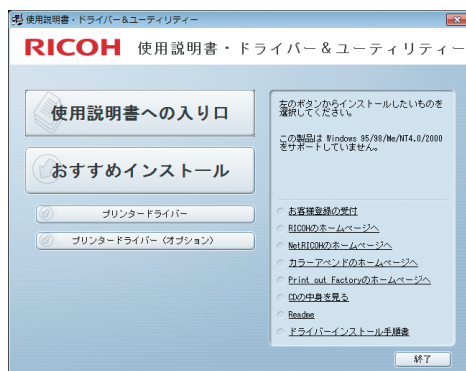 使用説明書・ドライバー&ユーティリティー
RICOH 使用説明書・ドライバー&ユーティリティー
使用説明書への入り口
おすすめインストール
プリンタードライバー
プリンタードライバー（オプション）
左のボタンからインストールしたいものを
選択してください。
この製品は Windows 95/98/Me/NT4.0/2000
をサポートしていません。
お客様登録の受付
RICOHのホームページへ
NetRICOHのホームページへ
カラーアペンドのホームページへ
Print out Factoryのホームページへ
CDの中身を見る
Readme
ドライバーインストール手順書
終了